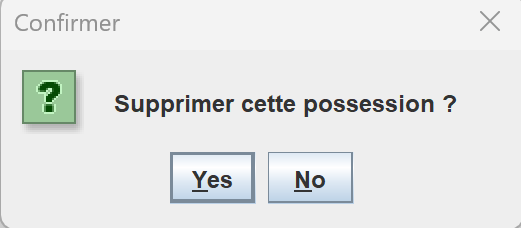 Confirmer
?
Supprimer cette possession ?
Yes
No